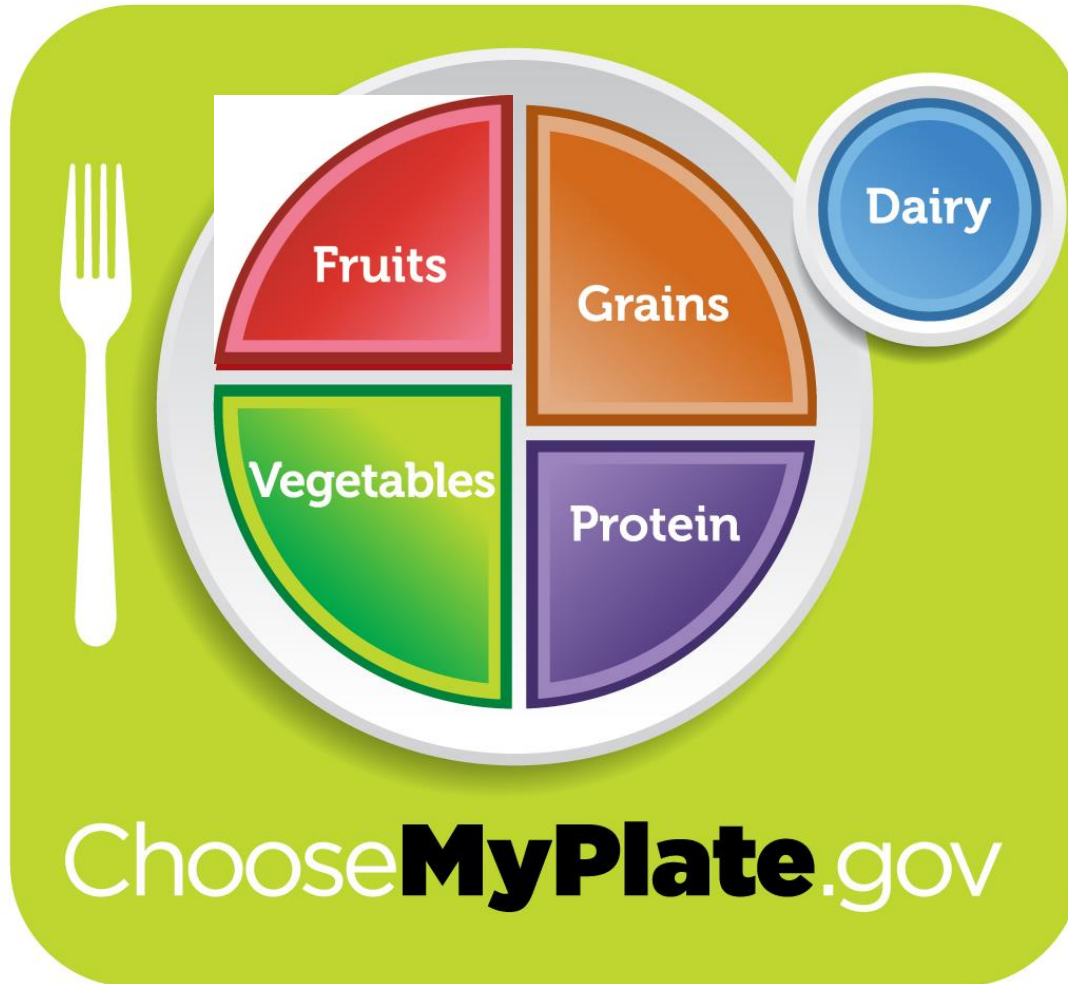 Fruits
Grains
Dairy
Vegetables
Protein
ChooseMyPlate.gov